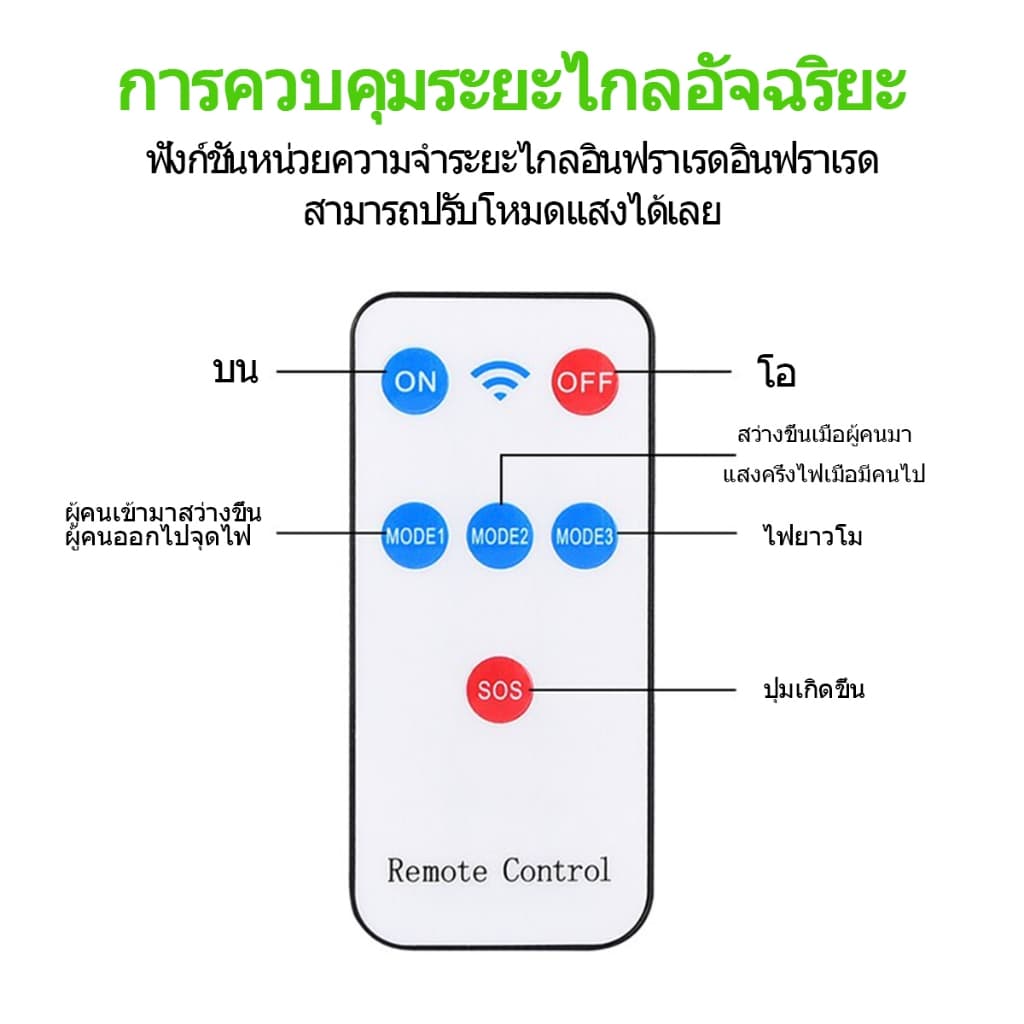 การควบคุมระยะไกลอัจฉริยะ
ฟังก์ชันหน่วยความจำระยะไกลอินฟราเรดอินฟราเรด
สามารถปรับโหมดแสงได้เลย
บน
ON
OFF
โอ
สว่างขึ้นเมื่อผู้คนมา
แสงครึ่งไฟเมื่อมีคนไป
ผู้คนเข้ามาสว่างขึ้น
ผู้คนออกไปจุดไฟ
MODE1
MODE2
MODE3
ไฟยาวโม
SOS
ปุ่มเกิดขึ้น
Remote Control